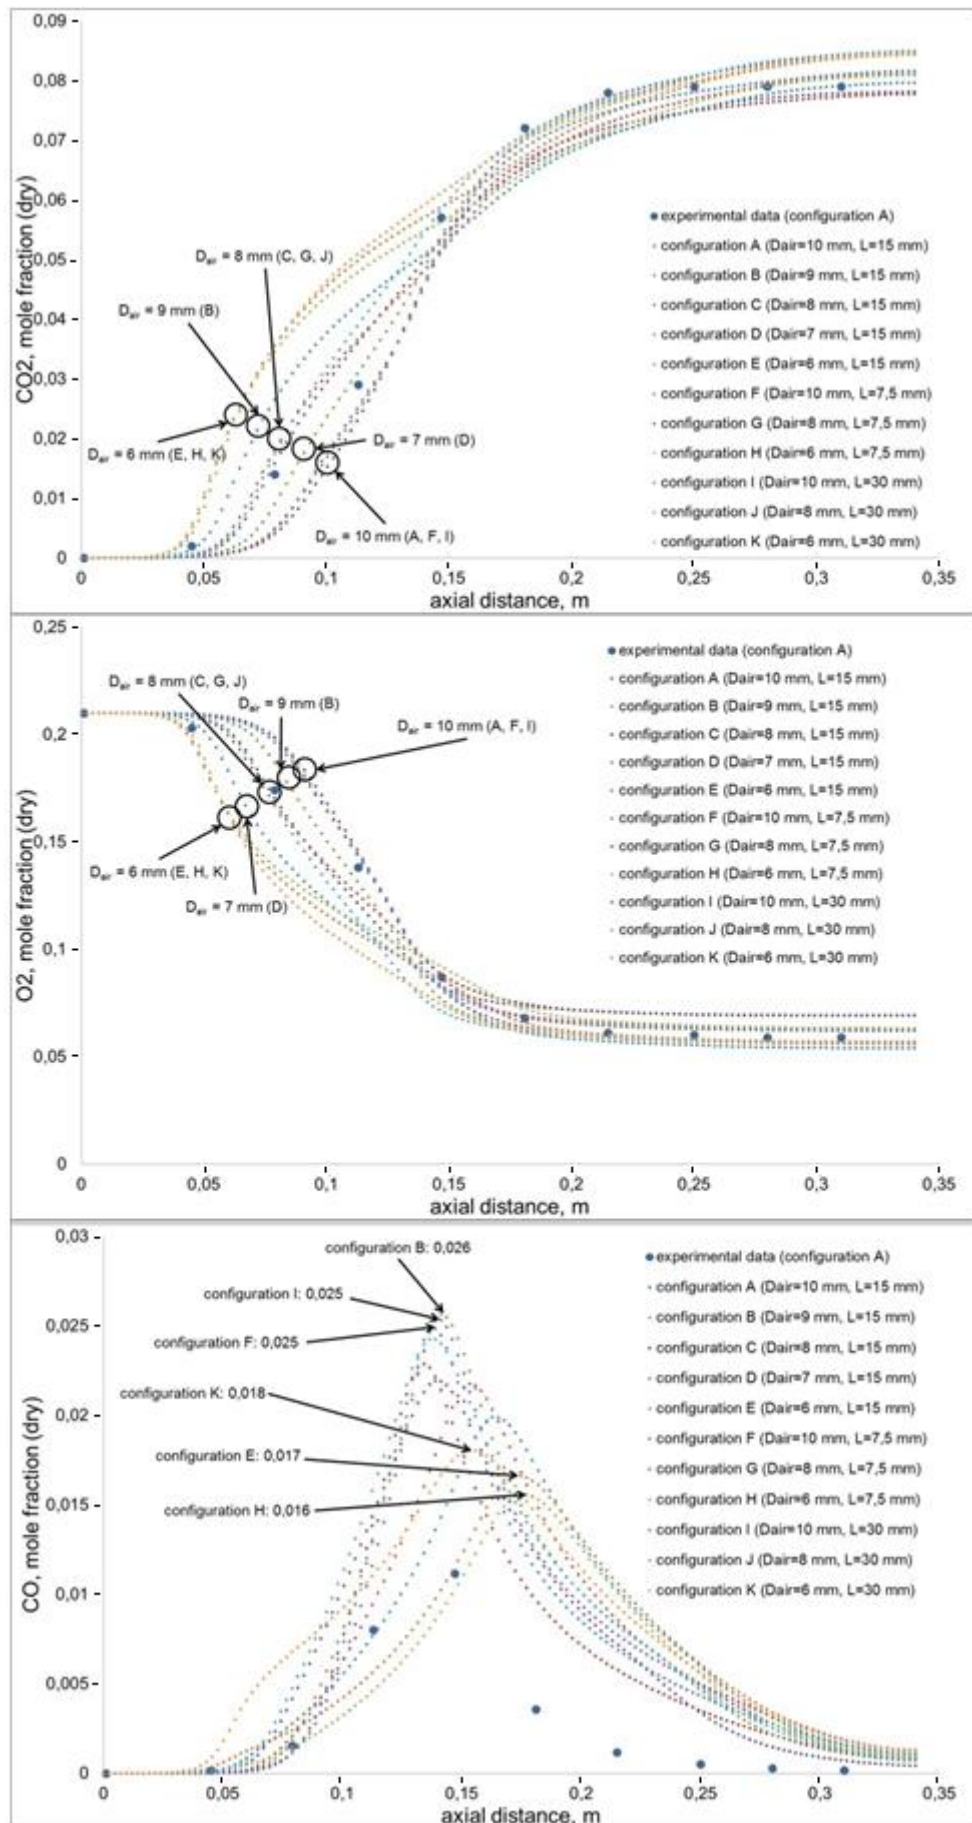 0,09
0,08
0,07
0,06
0,05
0,04
0,03
0,02
0,01
0
CO2, mole fraction (dry)
D_air = 8 mm (C, G, J)
D_air = 9 mm (B)
D_air = 7 mm (D)
D_air = 6 mm (E, H, K)
D_air = 10 mm (A, F, I)
experimental data (configuration A)
configuration A (Dair=10 mm, L=15 mm)
configuration B (Dair=9 mm, L=15 mm)
configuration C (Dair=8 mm, L=15 mm)
configuration D (Dair=7 mm, L=15 mm)
configuration E (Dair=6 mm, L=15 mm)
configuration F (Dair=10 mm, L=7,5 mm)
configuration G (Dair=8 mm, L=7,5 mm)
configuration H (Dair=6 mm, L=7,5 mm)
configuration I (Dair=10 mm, L=30 mm)
configuration J (Dair=8 mm, L=30 mm)
configuration K (Dair=6 mm, L=30 mm)
0 0,05 0,1 0,15 0,2 0,25 0,3 0,35
axial distance, m
0,25
0,2
0,15
0,1
0,05
0
O2, mole fraction (dry)
D_air = 8 mm (C, G, J)
D_air = 9 mm (B)
D_air = 10 mm (A, F, I)
D_air = 6 mm (E, H, K)
D_air = 7 mm (D)
experimental data (configuration A)
configuration A (Dair=10 mm, L=15 mm)
configuration B (Dair=9 mm, L=15 mm)
configuration C (Dair=8 mm, L=15 mm)
configuration D (Dair=7 mm, L=15 mm)
configuration E (Dair=6 mm, L=15 mm)
configuration F (Dair=10 mm, L=7,5 mm)
configuration G (Dair=8 mm, L=7,5 mm)
configuration H (Dair=6 mm, L=7,5 mm)
configuration I (Dair=10 mm, L=30 mm)
configuration J (Dair=8 mm, L=30 mm)
configuration K (Dair=6 mm, L=30 mm)
0 0,05 0,1 0,15 0,2 0,25 0,3 0,35
axial distance, m
0,03
0,025
0,02
0,015
0,01
0,005
0
CO, mole fraction (dry)
configuration B: 0,026
configuration I: 0,025
configuration F: 0,025
configuration K: 0,018
configuration E: 0,017
configuration H: 0,016
experimental data (configuration A)
configuration A (Dair=10 mm, L=15 mm)
configuration B (Dair=9 mm, L=15 mm)
configuration C (Dair=8 mm, L=15 mm)
configuration D (Dair=7 mm, L=15 mm)
configuration E (Dair=6 mm, L=15 mm)
configuration F (Dair=10 mm, L=7,5 mm)
configuration G (Dair=8 mm, L=7,5 mm)
configuration H (Dair=6 mm, L=7,5 mm)
configuration I (Dair=10 mm, L=30 mm)
configuration J (Dair=8 mm, L=30 mm)
configuration K (Dair=6 mm, L=30 mm)
0 0,05 0,1 0,15 0,2 0,25 0,3 0,35
axial distance, m